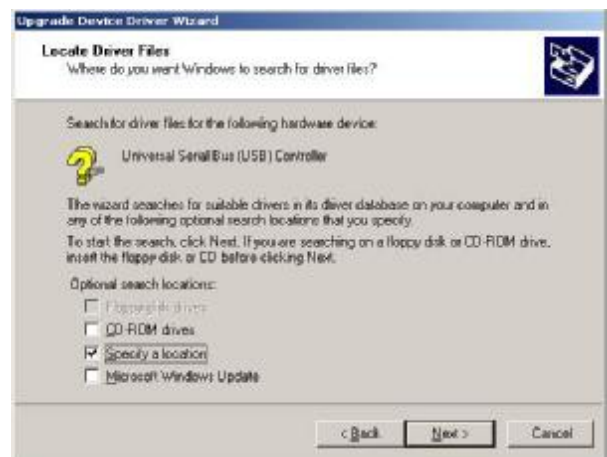 Upgrade Device Driver Wizard
Locate Driver Files
Where do you want Windows to search for driver files?
Search for driver files for the following hardware device:
Universal Serial Bus (USB) Controller
The wizard searches for suitable drivers in its driver database on your computer and in
any of the following optional search locations that you specify.
To start the search, click Next. If you are searching on a floppy disk or CD-ROM drive,
insert the floppy disk or CD before clicking Next.
Optional search locations:
Floppy disk drives
CD-ROM drives
Specify a location
Microsoft Windows Update
< Back
Next >
Cancel